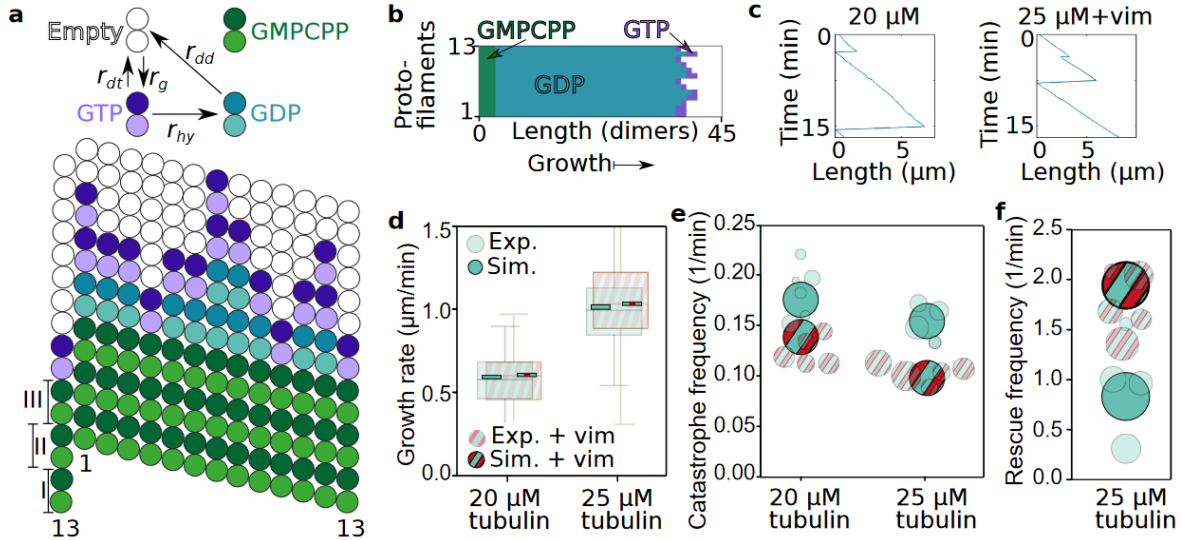 a
Empty
GMPCPP
r_dd
r_dt
r_g
GTP
GDP
r_hy
III
II
I
1
13
13
b
GMPCPP
GTP
13
Proto-
filaments
GDP
1
0
Length (dimers)
45
Growth
c
20 µM
25 µM+vim
0
Time (min)
15
0
5
Length (µm)
0
Time (min)
15
0
5
Length (µm)
d
Exp.
Sim.
1.5
1.0
0.5
0.0
Growth rate (µm/min)
Exp. + vim
Sim. + vim
20 µM
tubulin
25 µM
tubulin
e
0.25
0.20
0.15
0.10
0.05
0.00
Catastrophe frequency (1/min)
20 µM
tubulin
25 µM
tubulin
f
2.5
2.0
1.5
1.0
0.5
0.0
Rescue frequency (1/min)
25 µM
tubulin